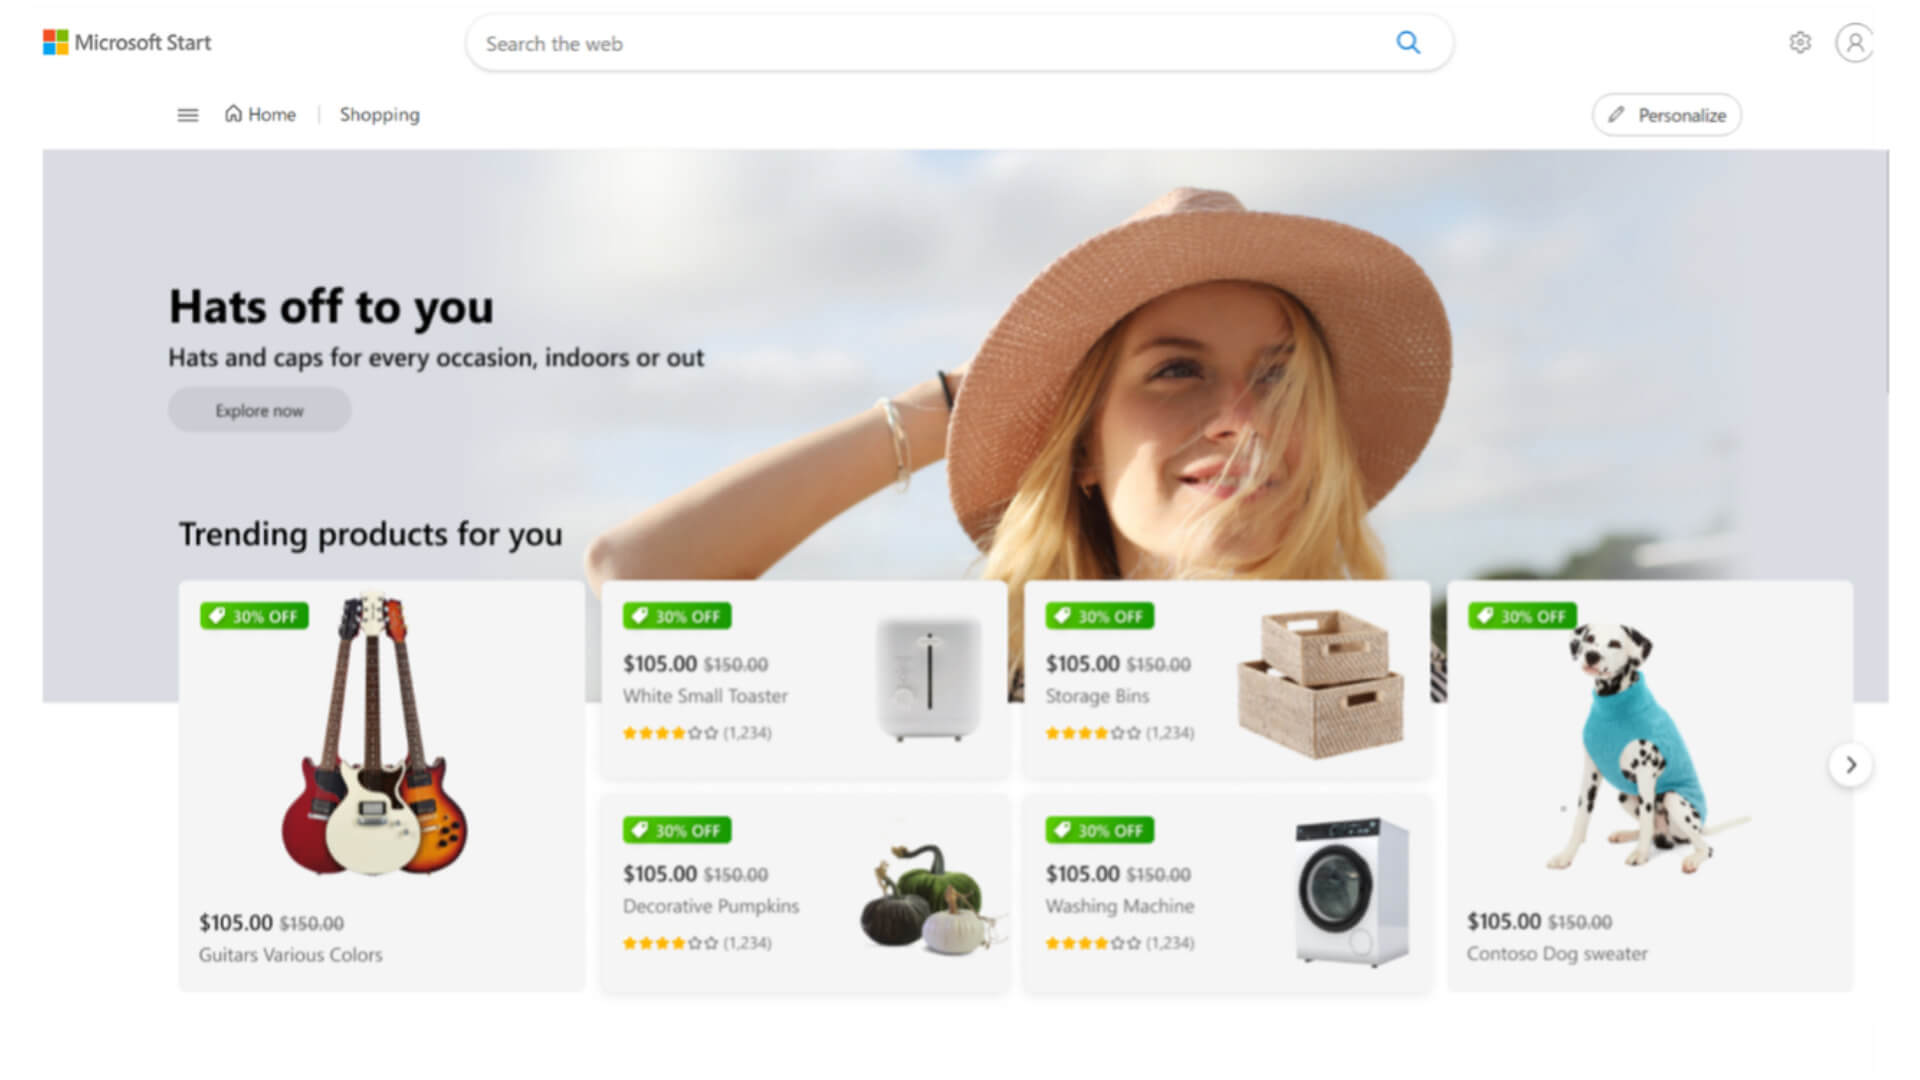 Microsoft Start
Search the web
Home
Shopping
Personalize
Hats off to you
Hats and caps for every occasion, indoors or out
Explore now
Trending products for you
30% OFF
$105.00 $150.00
Guitars Various Colors
30% OFF
$105.00 $150.00
White Small Toaster
(1,234)
30% OFF
$105.00 $150.00
Decorative Pumpkins
(1,234)
30% OFF
$105.00 $150.00
Storage Bins
(1,234)
30% OFF
$105.00 $150.00
Washing Machine
(1,234)
30% OFF
$105.00 $150.00
Contoso Dog sweater